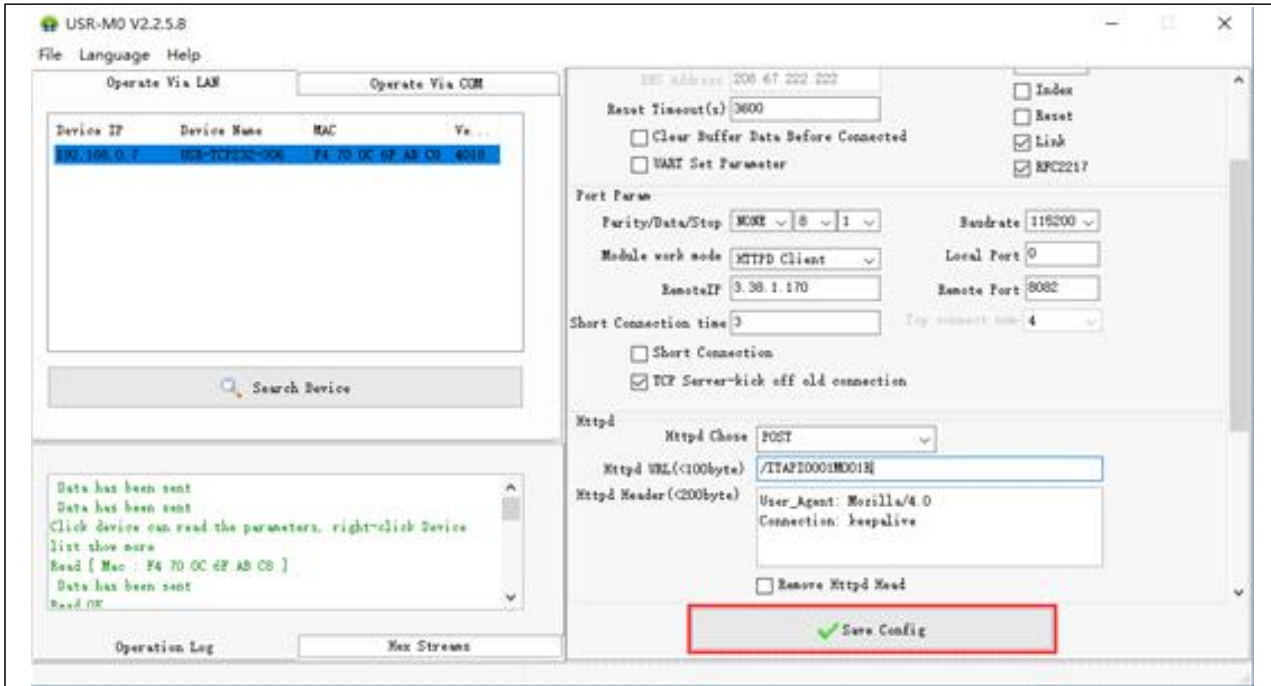 USR-M0 V2.2.5.8
File Language Help
Operate Via LAN
Operate Via COM
Device IP Device Name MAC Ve...
192.168.0.7 USR-TCP232-306 F4 70 0C 6F AB C8 4018
Search Device
Data has been sent
Data has been sent
Click device can read the parameters, right-click Device
list show more
Read [ Mac : F4 70 0C 6F AB C8 ]
Data has been sent
Read OK
Operation Log
Hex Streams
DNS Address 208.67.222.222
Index
Reset Timeout(s) 3600
Reset
Clear Buffer Data Before Connected
Link
UART Set Parameter
RFC2217
Port Param
Parity/Data/Stop NONE 8 1
Baudrate 115200
Module work mode HTTPD Client
Local Port 0
RemoteIP 3.38.1.170
Remote Port 8082
Short Connection time 3
Tcp connect num 4
Short Connection
TCP Server-kick off old connection
Httpd
Httpd Chose POST
Httpd URL(<100byte)
Httpd Header(<200byte)
User_Agent: Mozilla/4.0
Connection: keepalive
Remove Httpd Head
Save Config